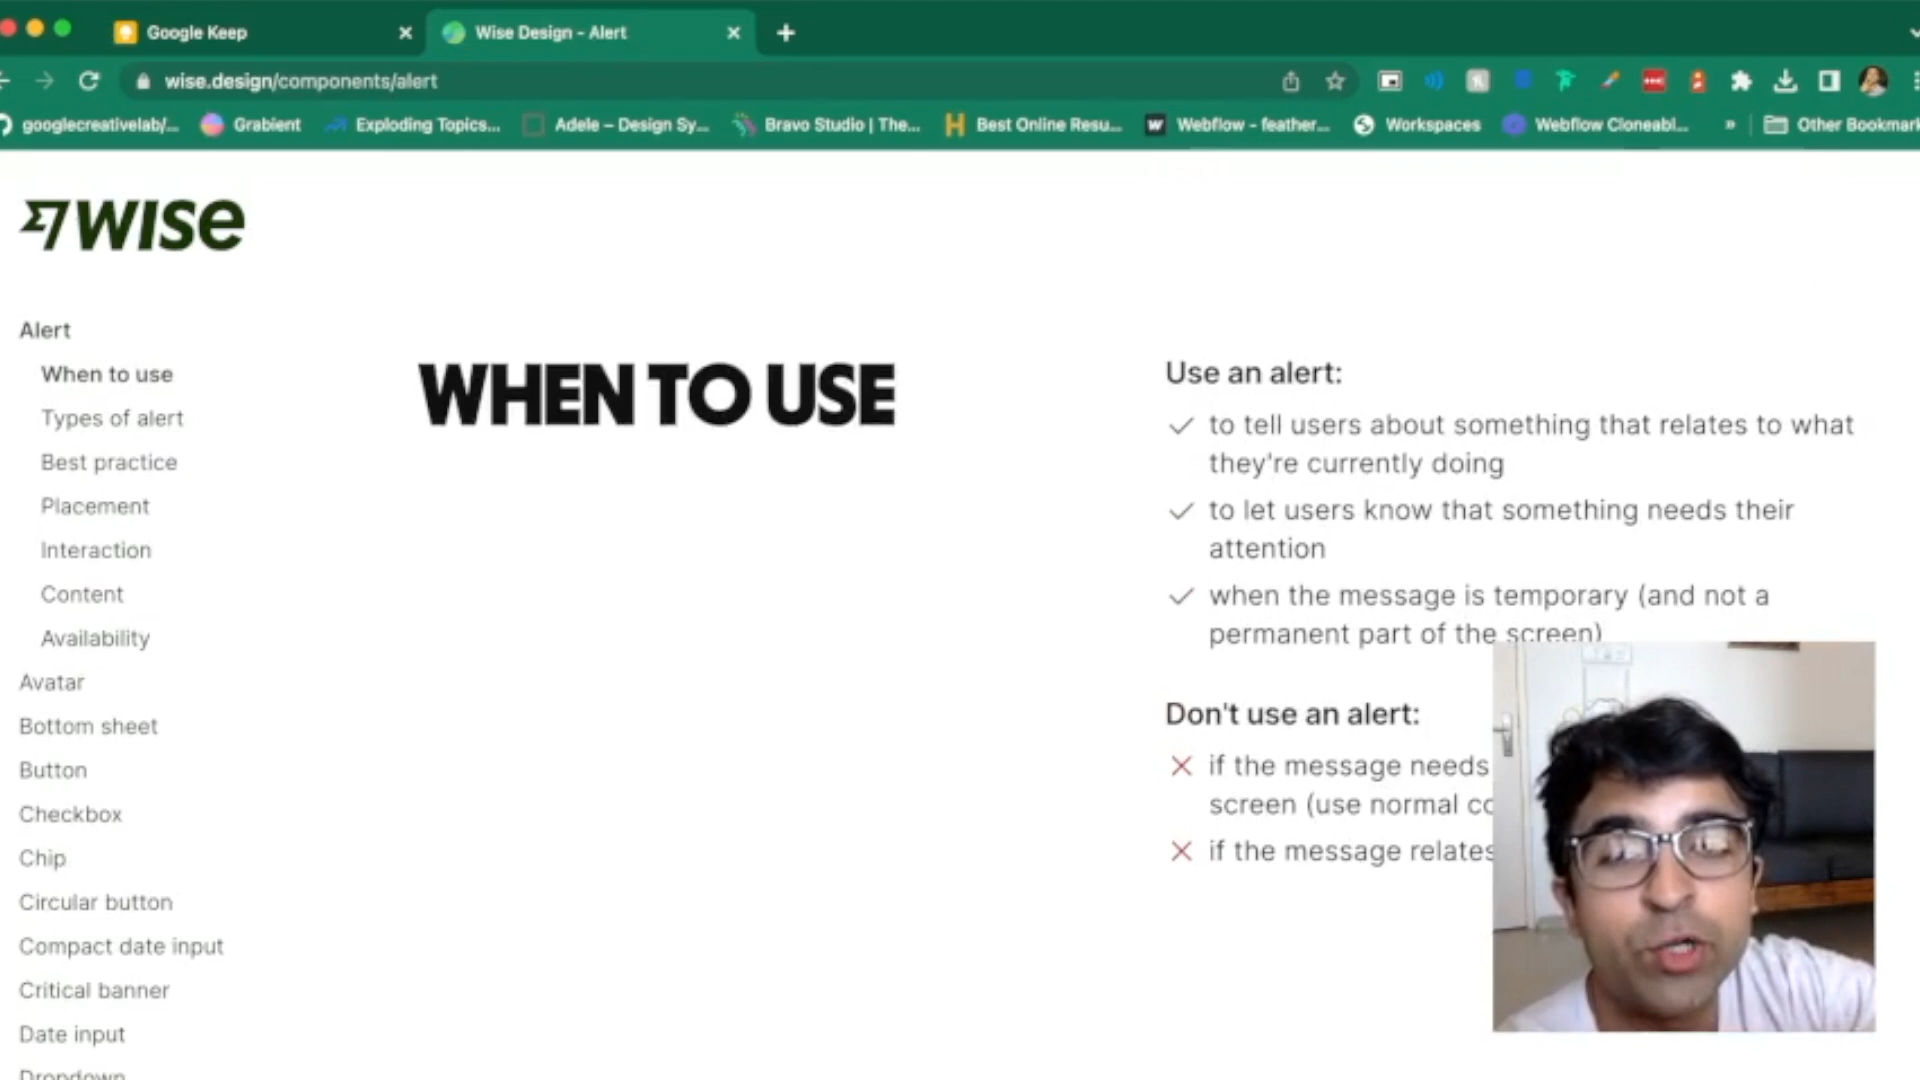 Google Keep
Wise Design - Alert
wise.design/components/alert
googlecreativelab/...
Grabient
Exploding Topics...
Adele – Design Sy...
Bravo Studio | The...
Best Online Resu...
Webflow - feather...
Workspaces
Webflow Cloneabl...
»
Other Bookmark
wise
Alert
When to use
Types of alert
Best practice
Placement
Interaction
Content
Availability
Avatar
Bottom sheet
Button
Checkbox
Chip
Circular button
Compact date input
Critical banner
Date input
Dropdown
WHEN TO USE
Use an alert:
to tell users about something that relates to what
they're currently doing
to let users know that something needs their
attention
when the message is temporary (and not a
permanent part of the screen)
Don't use an alert:
if the message needs
screen (use normal co
if the message relates